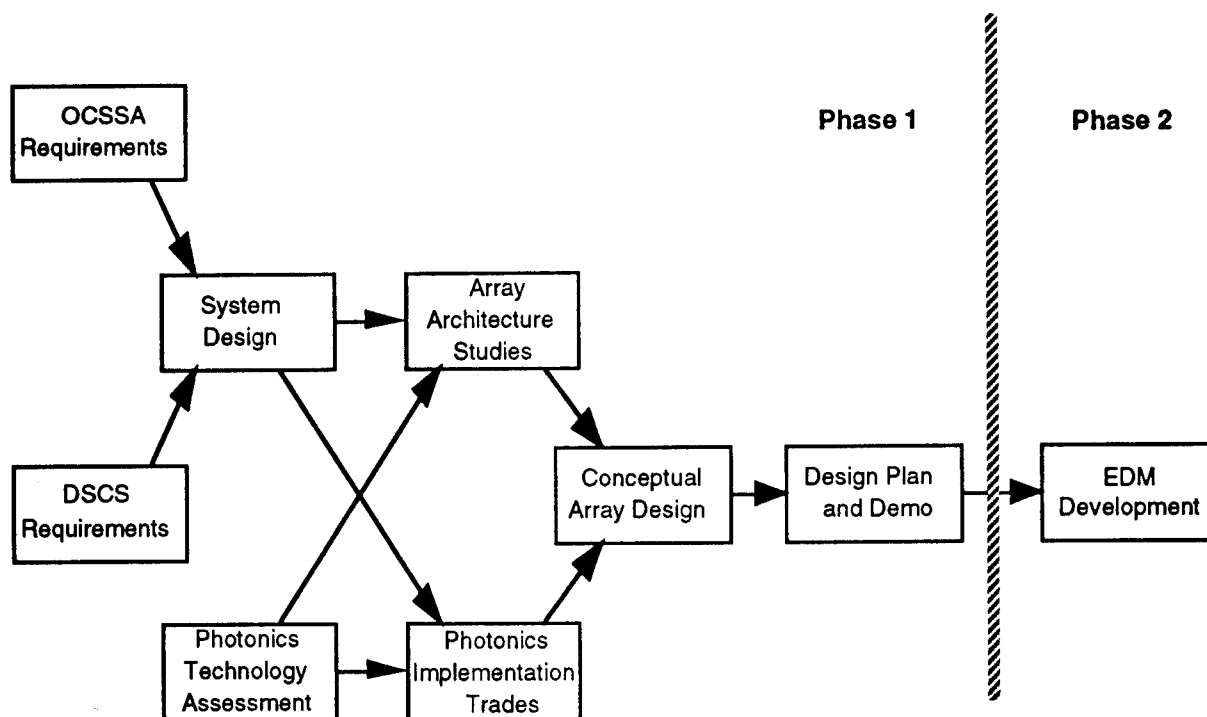 OCSSA
Requirements
Phase 1
Phase 2
System
Design
Array
Architecture
Studies
DSCS
Requirements
Conceptual
Array Design
Design Plan
and Demo
EDM
Development
Photonics
Technology
Assessment
Photonics
Implementation
Trades